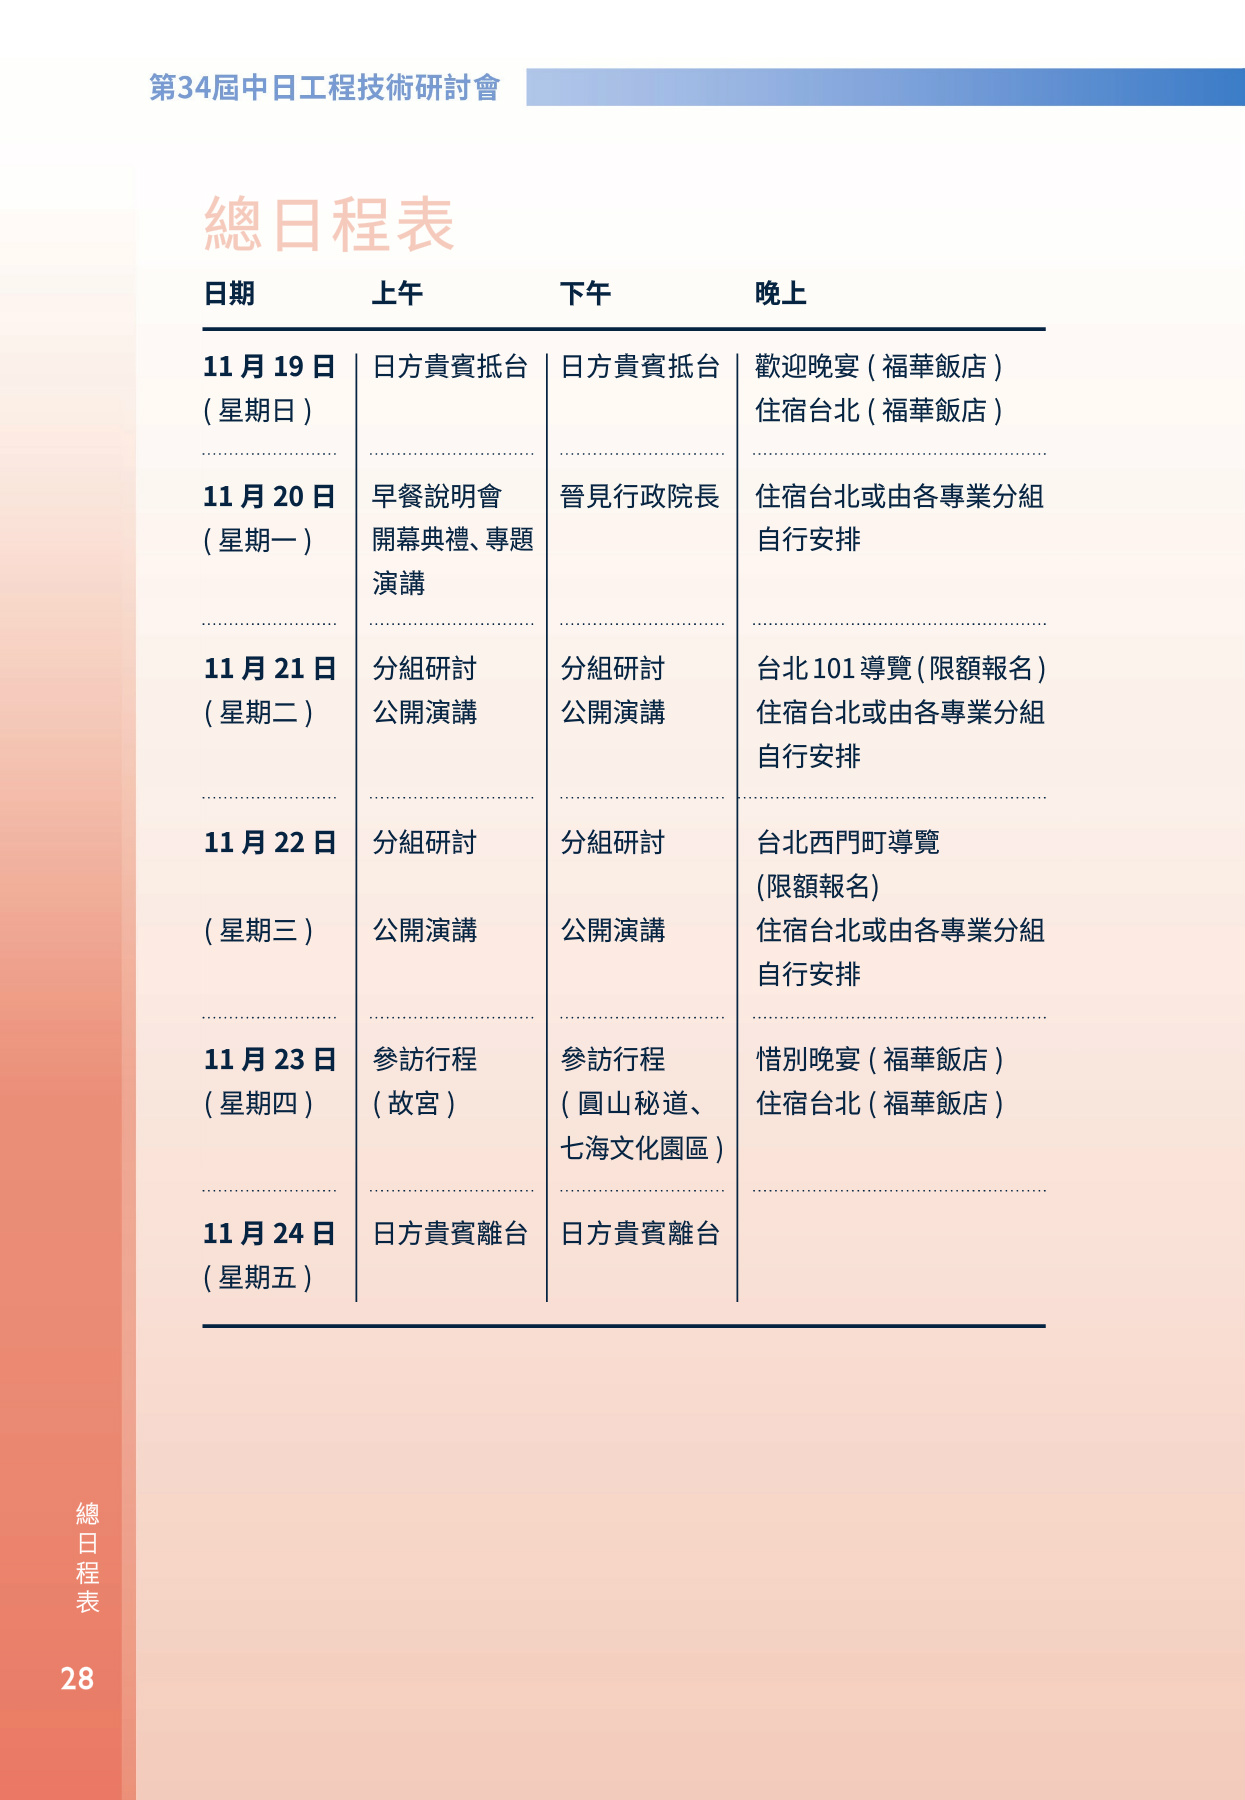 第34屆中日工程技術研討會
總日程表
日期 上午 下午 晚上
11 月 19 日 日方貴賓抵台 日方貴賓抵台 歡迎晚宴 ( 福華飯店 )
( 星期日 ) 住宿台北 ( 福華飯店 )
11 月 20 日 早餐說明會 晉見行政院長 住宿台北或由各專業分組
( 星期一 ) 開幕典禮、專題 自行安排
演講
11 月 21 日 分組研討 分組研討 台北 101 導覽 ( 限額報名 )
( 星期二 ) 公開演講 公開演講 住宿台北或由各專業分組
自行安排
11 月 22 日 分組研討 分組研討 台北西門町導覽
(限額報名)
( 星期三 ) 公開演講 公開演講 住宿台北或由各專業分組
自行安排
11 月 23 日 參訪行程 參訪行程 惜別晚宴 ( 福華飯店 )
( 星期四 ) ( 故宮 ) ( 圓山秘道、 住宿台北 ( 福華飯店 )
七海文化園區 )
11 月 24 日 日方貴賓離台 日方貴賓離台
( 星期五 )
總日程表
28